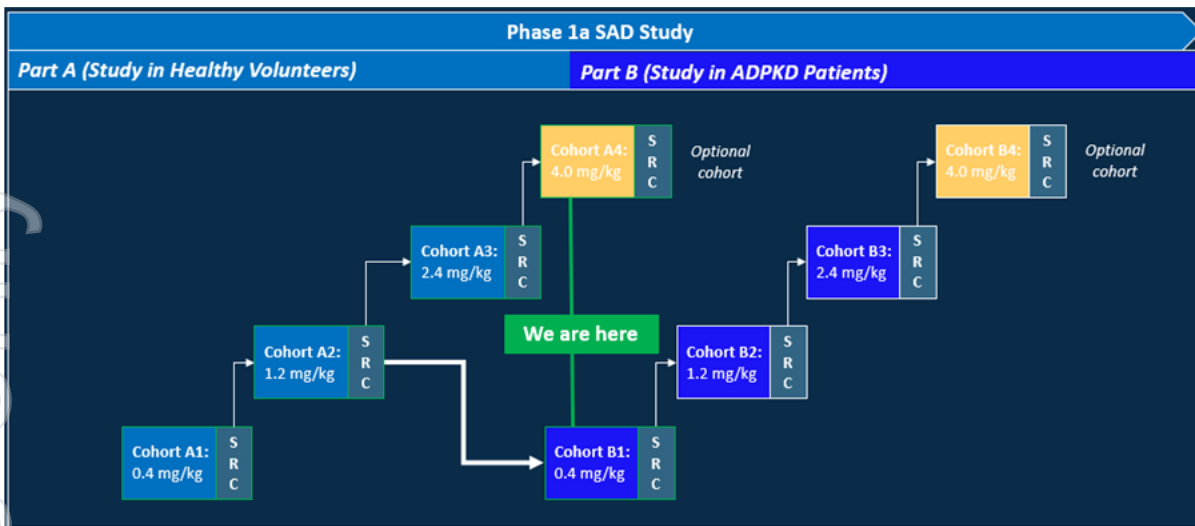 Phase 1a SAD Study
Part A (Study in Healthy Volunteers)
Part B (Study in ADPKD Patients)
Cohort A4:
4.0 mg/kg
S
R
C
Optional
cohort
Cohort B4:
4.0 mg/kg
S
R
C
Optional
cohort
Cohort A3:
2.4 mg/kg
S
R
C
Cohort B3:
2.4 mg/kg
S
R
C
We are here
Cohort A2:
1.2 mg/kg
S
R
C
Cohort B2:
1.2 mg/kg
S
R
C
Cohort A1:
0.4 mg/kg
S
R
C
Cohort B1:
0.4 mg/kg
S
R
C